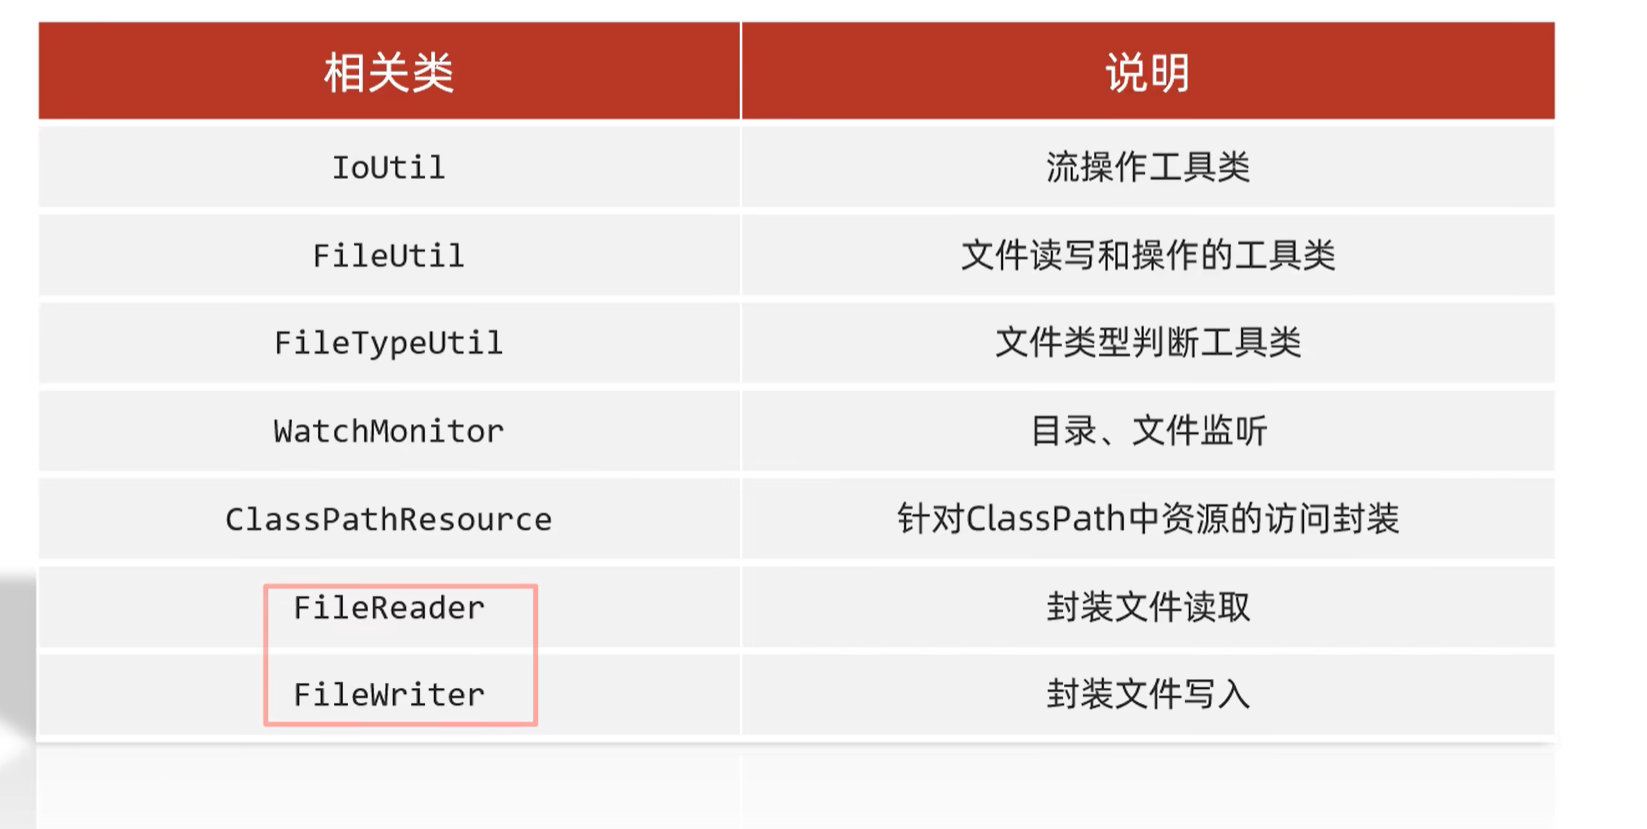 相关类 说明
IoUtil 流操作工具类
FileUtil 文件读写和操作的工具类
FileTypeUtil 文件类型判断工具类
WatchMonitor 目录、文件监听
ClassPathResource 针对ClassPath中资源的访问封装
FileReader 封装文件读取
FileWriter 封装文件写入